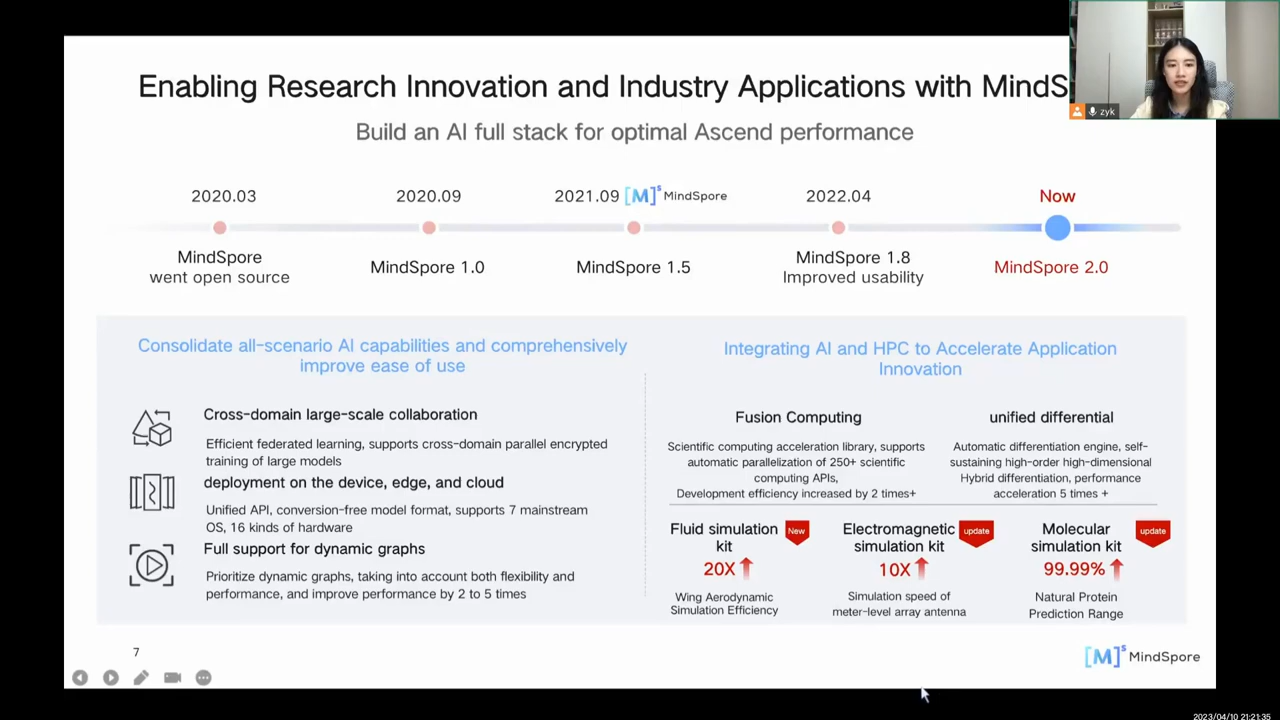 Enabling Research Innovation and Industry Applications with MindS
zyk
Build an AI full stack for optimal Ascend performance
2020.03
2020.09
2021.09 [M]s MindSpore
2022.04
Now
MindSpore
went open source
MindSpore 1.0
MindSpore 1.5
MindSpore 1.8
Improved usability
MindSpore 2.0
Consolidate all-scenario AI capabilities and comprehensively
improve ease of use
Cross-domain large-scale collaboration
Efficient federated learning, supports cross-domain parallel encrypted
training of large models
deployment on the device, edge, and cloud
Unified API, conversion-free model format, supports 7 mainstream
OS, 16 kinds of hardware
Full support for dynamic graphs
Prioritize dynamic graphs, taking into account both flexibility and
performance, and improve performance by 2 to 5 times
Integrating AI and HPC to Accelerate Application
Innovation
Fusion Computing
Scientific computing acceleration library, supports
automatic parallelization of 250+ scientific
computing APIs,
Development efficiency increased by 2 times+
unified differential
Automatic differentiation engine, self-
sustaining high-order high-dimensional
Hybrid differentiation, performance
acceleration 5 times +
Fluid simulation
kit
New
20X
Wing Aerodynamic
Simulation Efficiency
Electromagnetic
simulation kit
update
10X
Simulation speed of
meter-level array antenna
Molecular
simulation kit
update
99.99%
Natural Protein
Prediction Range
7
[M]s MindSpore
2023/04/10 21:21:35